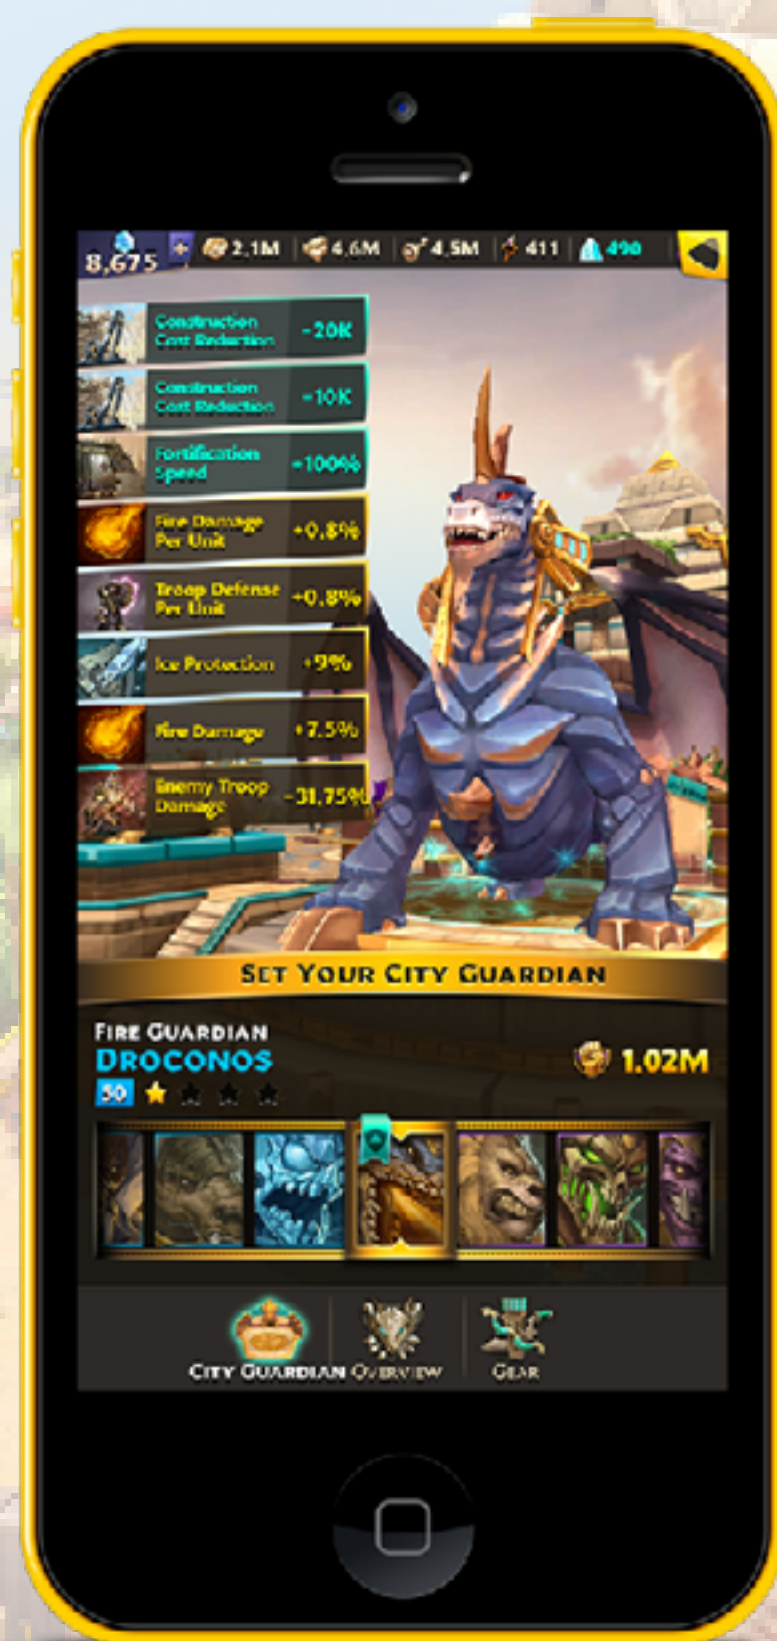 8,675 + 2.1M 4.6M 4.5M 411 490
Construction
Cost Reduction -20K
Construction
Cost Reduction -10K
Fortification
Speed +100%
Fire Damage
Per Unit +0.8%
Troop Defense
Per Unit +0.8%
Ice Protection +9%
Fire Damage +7.5%
Enemy Troop
Damage -31.75%
SET YOUR CITY GUARDIAN
FIRE GUARDIAN
DROCONOS
1.02M
50
CITY GUARDIAN OVERVIEW GEAR